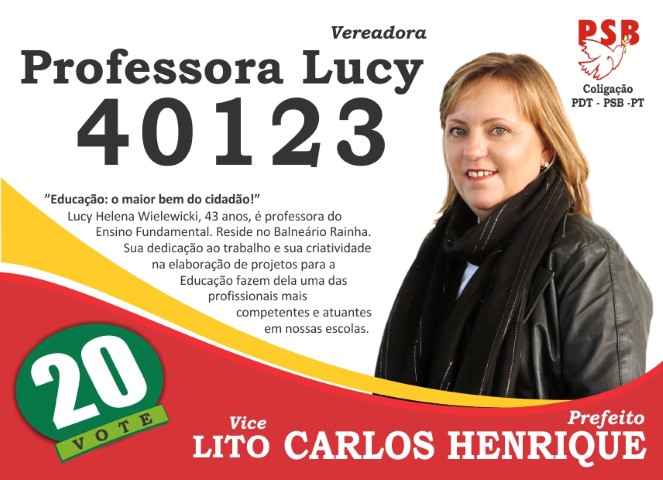 Vereadora
Professora Lucy
40123
PSB
Coligação
PDT - PSB -PT
"Educação: o maior bem do cidadão!"
Lucy Helena Wielewicki, 43 anos, é professora do
Ensino Fundamental. Reside no Balneário Rainha.
Sua dedicação ao trabalho e sua criatividade
na elaboração de projetos para a
Educação fazem dela uma das
profissionais mais
competentes e atuantes
em nossas escolas.
20
VOTE
Vice
LITO
Prefeito
CARLOS HENRIQUE